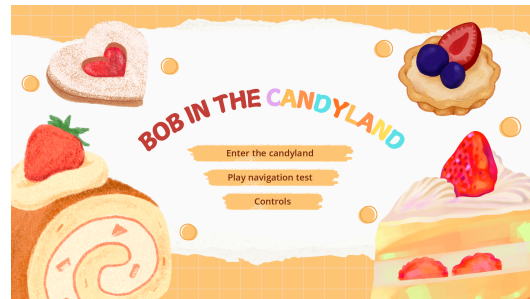 BOB IN THE CANDYLAND
Enter the candyland
Play navigation test
Controls